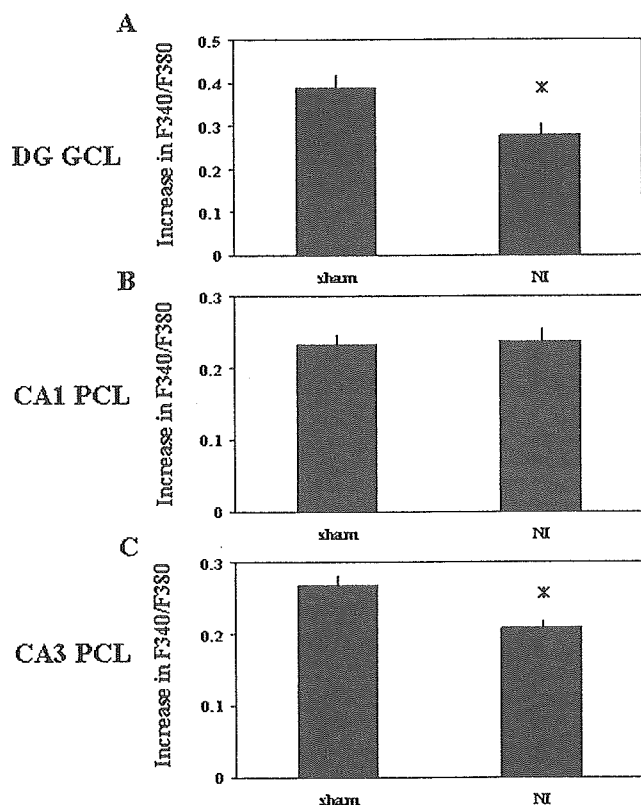 A
DG GCL
Increase in F340/F380
0.5
0.4
0.3
0.2
0.1
0
*
sham
NI
B
CA1 PCL
Increase in F340/F380
0.3
0.2
0.1
0
sham
NI
C
CA3 PCL
Increase in F340/F380
0.3
0.2
0.1
0
*
sham
NI